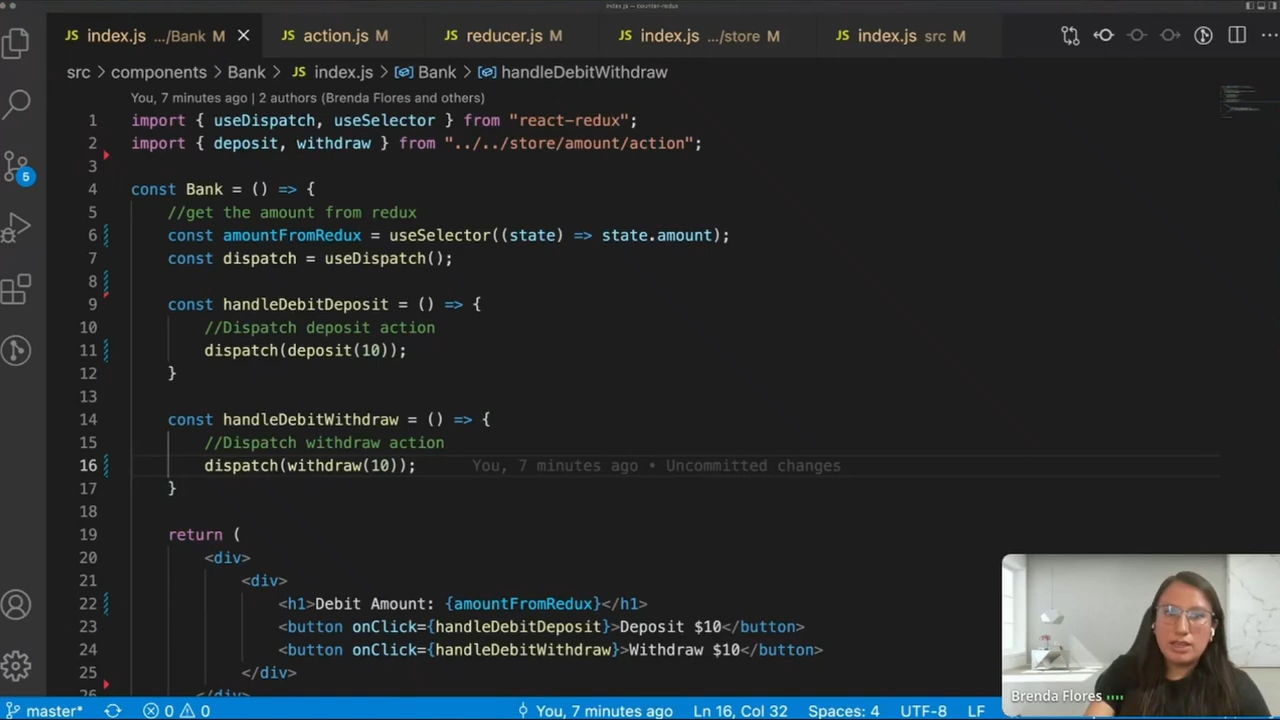 index.js — counter-redux
JS index.js .../Bank M
JS action.js M
JS reducer.js M
JS index.js .../store M
JS index.js src M
src > components > Bank > JS index.js > Bank > handleDebitWithdraw
You, 7 minutes ago | 2 authors (Brenda Flores and others)
1 import { useDispatch, useSelector } from "react-redux";
2 import { deposit, withdraw } from "../../store/amount/action";
3
4 const Bank = () => {
5 //get the amount from redux
6 const amountFromRedux = useSelector((state) => state.amount);
7 const dispatch = useDispatch();
8
9 const handleDebitDeposit = () => {
10 //Dispatch deposit action
11 dispatch(deposit(10));
12 }
13
14 const handleDebitWithdraw = () => {
15 //Dispatch withdraw action
16 dispatch(withdraw(10)); You, 7 minutes ago • Uncommitted changes
17 }
18
19 return (
20 <div>
21 <div>
22 <h1>Debit Amount: {amountFromRedux}</h1>
23 <button onClick={handleDebitDeposit}>Deposit $10</button>
24 <button onClick={handleDebitWithdraw}>Withdraw $10</button>
25 </div>
26 </div>
5
Brenda Flores
master* 0 0 You, 7 minutes ago Ln 16, Col 32 Spaces: 4 UTF-8 LF